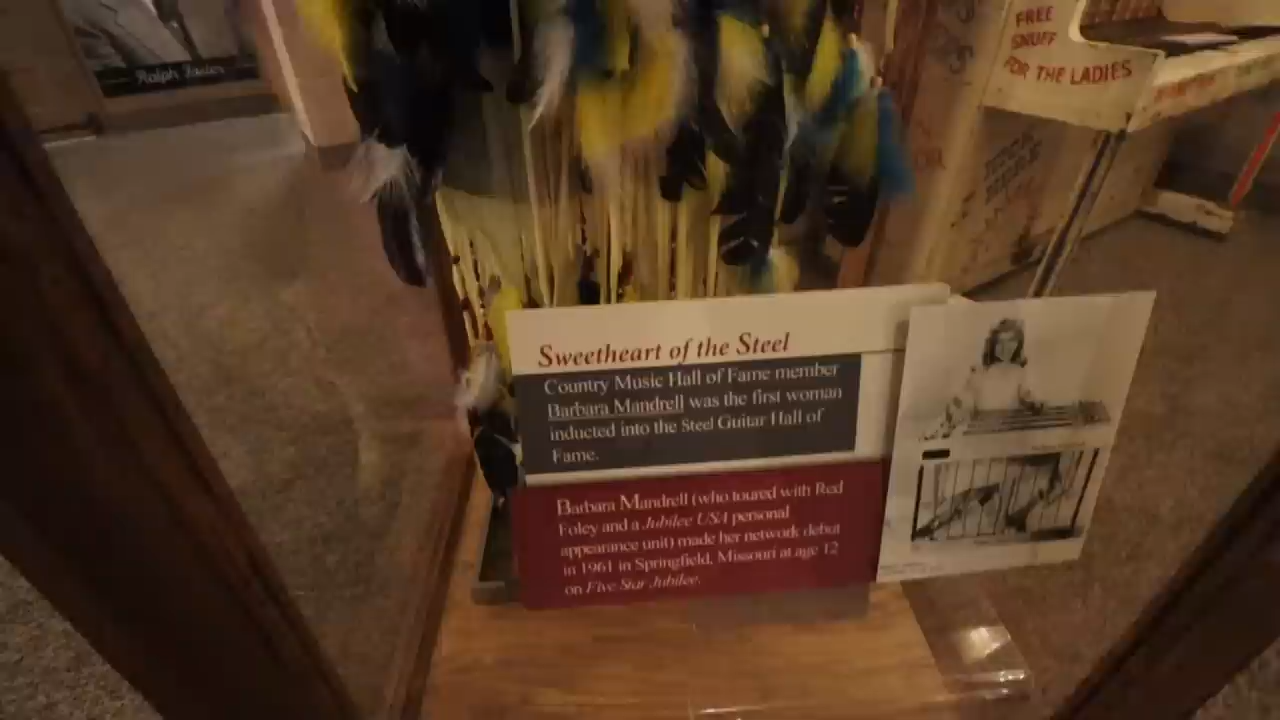 Ralph Foster
FREE
SNUFF
FOR THE LADIES
Sweetheart of the Steel
Country Music Hall of Fame member
Barbara Mandrell was the first woman
inducted into the Steel Guitar Hall of
Fame.
Barbara Mandrell (who toured with Red
Foley and a Jubilee USA personal
appearance unit) made her network debut
in 1961 in Springfield, Missouri at age 12
on Five Star Jubilee.